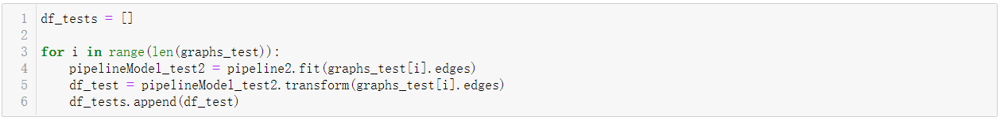 1 df_tests = []
2
3 for i in range(len(graphs_test)):
4     pipelineModel_test2 = pipeline2.fit(graphs_test[i].edges)
5     df_test = pipelineModel_test2.transform(graphs_test[i].edges)
6     df_tests.append(df_test)